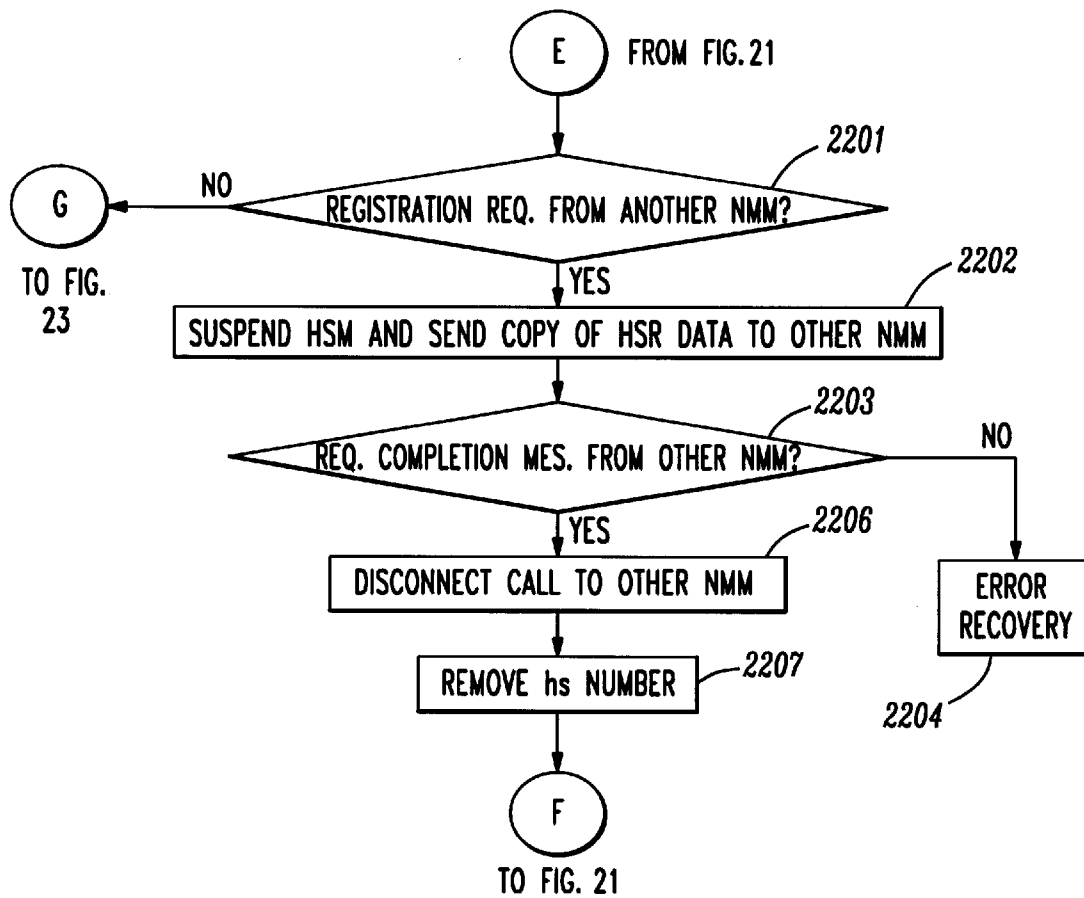 E FROM FIG. 21
2201
NO
G
REGISTRATION REQ. FROM ANOTHER NMM?
TO FIG.
23
YES
2202
SUSPEND HSM AND SEND COPY OF HSR DATA TO OTHER NMM
2203
REQ. COMPLETION MES. FROM OTHER NMM?
NO
YES
2206
DISCONNECT CALL TO OTHER NMM
ERROR
RECOVERY
2204
REMOVE hs NUMBER
2207
F
TO FIG. 21